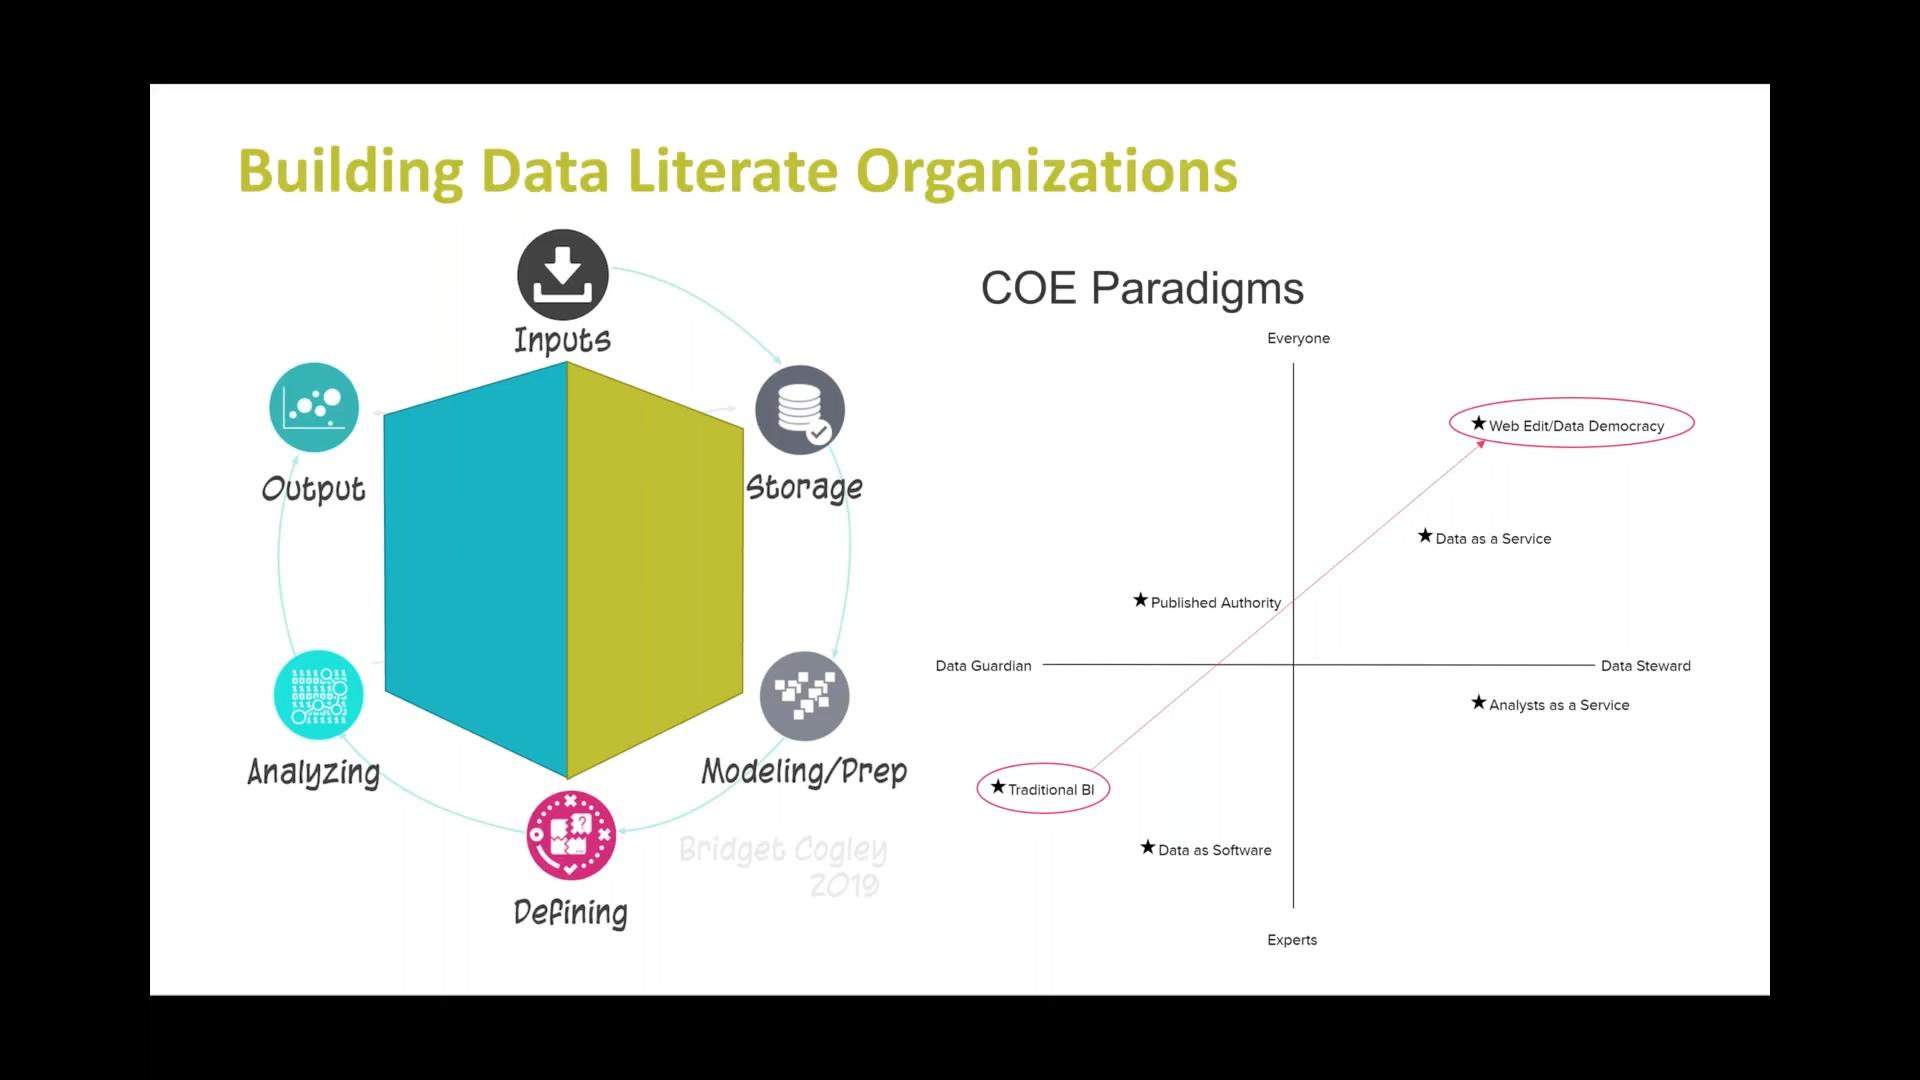 Building Data Literate Organizations
Inputs
Output
Storage
Analyzing
Modeling/Prep
Defining
Bridget Cogley
2019
COE Paradigms
Everyone
Web Edit/Data Democracy
Data as a Service
Published Authority
Data Guardian
Data Steward
Analysts as a Service
Traditional BI
Data as Software
Experts